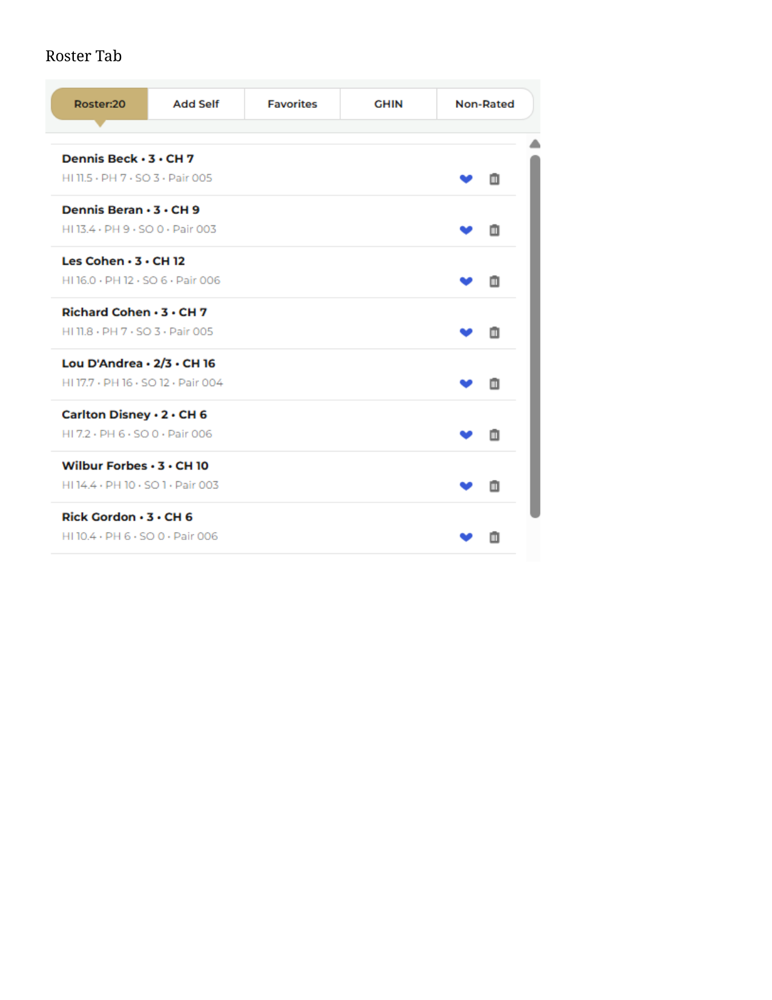 Roster Tab
Roster:20 Add Self Favorites GHIN Non-Rated
Dennis Beck • 3 • CH 7
HI 11.5 • PH 7 • SO 3 • Pair 005
Dennis Beran • 3 • CH 9
HI 13.4 • PH 9 • SO 0 • Pair 003
Les Cohen • 3 • CH 12
HI 16.0 • PH 12 • SO 6 • Pair 006
Richard Cohen • 3 • CH 7
HI 11.8 • PH 7 • SO 3 • Pair 005
Lou D'Andrea • 2/3 • CH 16
HI 17.7 • PH 16 • SO 12 • Pair 004
Carlton Disney • 2 • CH 6
HI 7.2 • PH 6 • SO 0 • Pair 006
Wilbur Forbes • 3 • CH 10
HI 14.4 • PH 10 • SO 1 • Pair 003
Rick Gordon • 3 • CH 6
HI 10.4 • PH 6 • SO 0 • Pair 006